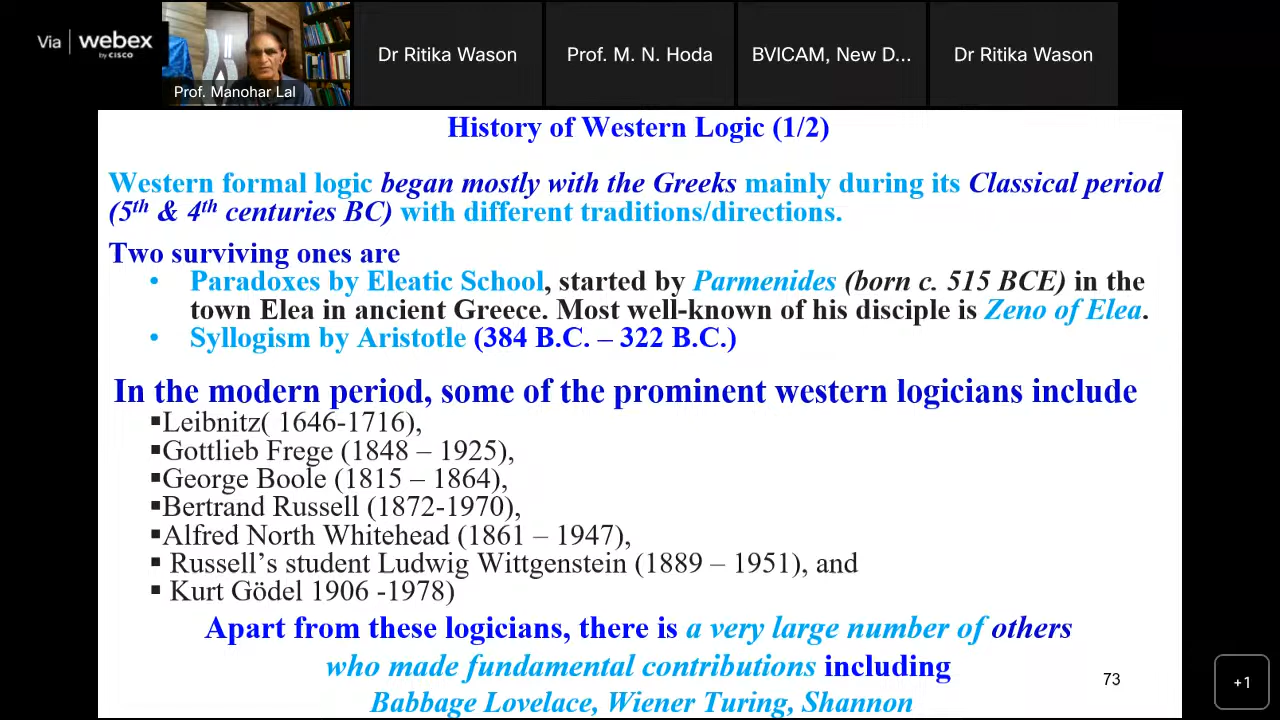 Via | webex
by CISCO
Prof. Manohar Lal
Dr Ritika Wason
Prof. M. N. Hoda
BVICAM, New D...
Dr Ritika Wason
History of Western Logic (1/2)
Western formal logic began mostly with the Greeks mainly during its Classical period
(5th & 4th centuries BC) with different traditions/directions.
Two surviving ones are
• Paradoxes by Eleatic School, started by Parmenides (born c. 515 BCE) in the
town Elea in ancient Greece. Most well-known of his disciple is Zeno of Elea.
• Syllogism by Aristotle (384 B.C. – 322 B.C.)
In the modern period, some of the prominent western logicians include
▪Leibnitz( 1646-1716),
▪Gottlieb Frege (1848 – 1925),
▪George Boole (1815 – 1864),
▪Bertrand Russell (1872-1970),
▪Alfred North Whitehead (1861 – 1947),
▪ Russell’s student Ludwig Wittgenstein (1889 – 1951), and
▪ Kurt Gödel 1906 -1978)
Apart from these logicians, there is a very large number of others
who made fundamental contributions including
Babbage Lovelace, Wiener Turing, Shannon
73
+1